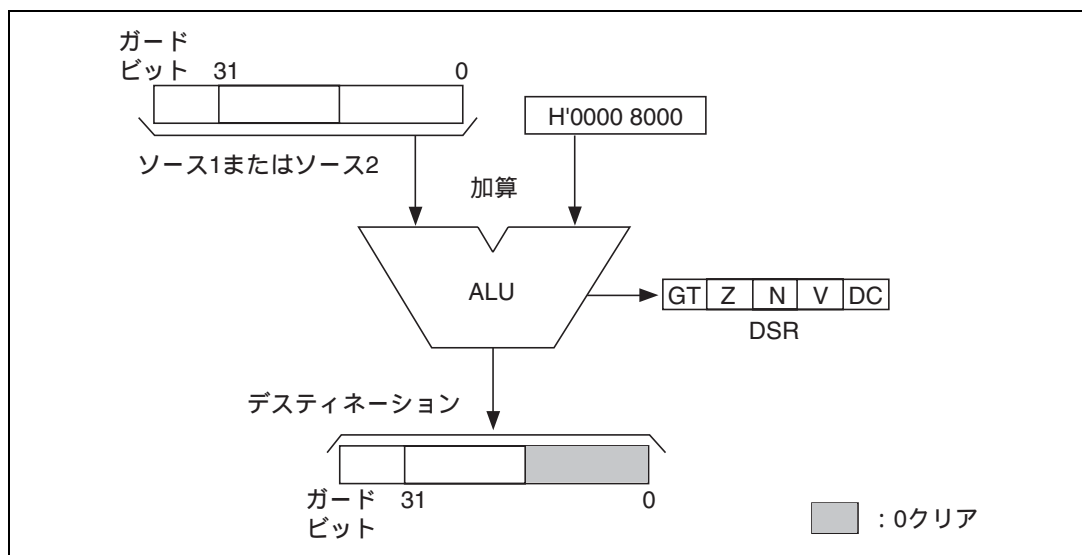 ガード
ビット 31 0
H'0000 8000
ソース1またはソース2
加算
ALU
GT Z N V DC
DSR
デスティネーション
ガード 31 0
ビット
：0クリア